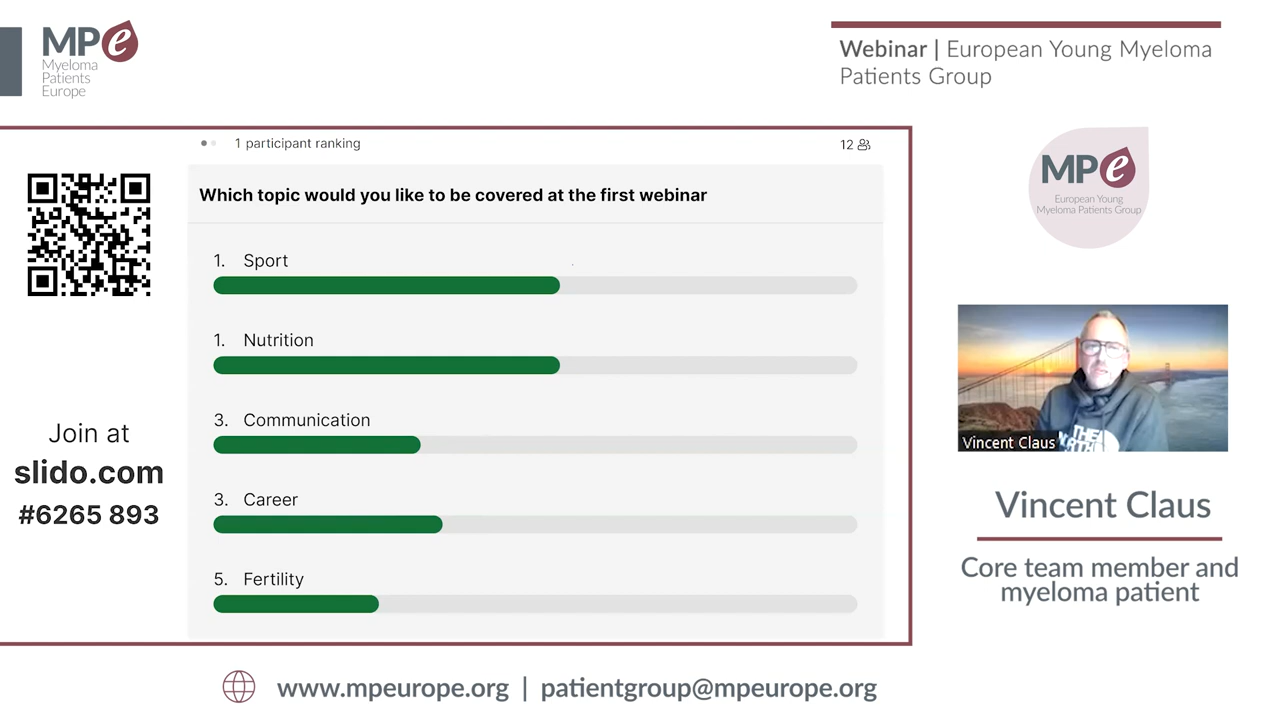 MPe
Myeloma
Patients
Europe
Webinar | European Young Myeloma
Patients Group
1 participant ranking
12
Which topic would you like to be covered at the first webinar
1. Sport
1. Nutrition
3. Communication
3. Career
5. Fertility
Join at
slido.com
#6265 893
MPe
European Young
Myeloma Patients Group
THE
NORTH
Vincent Claus
Vincent Claus
Core team member and
myeloma patient
www.mpeurope.org | patientgroup@mpeurope.org